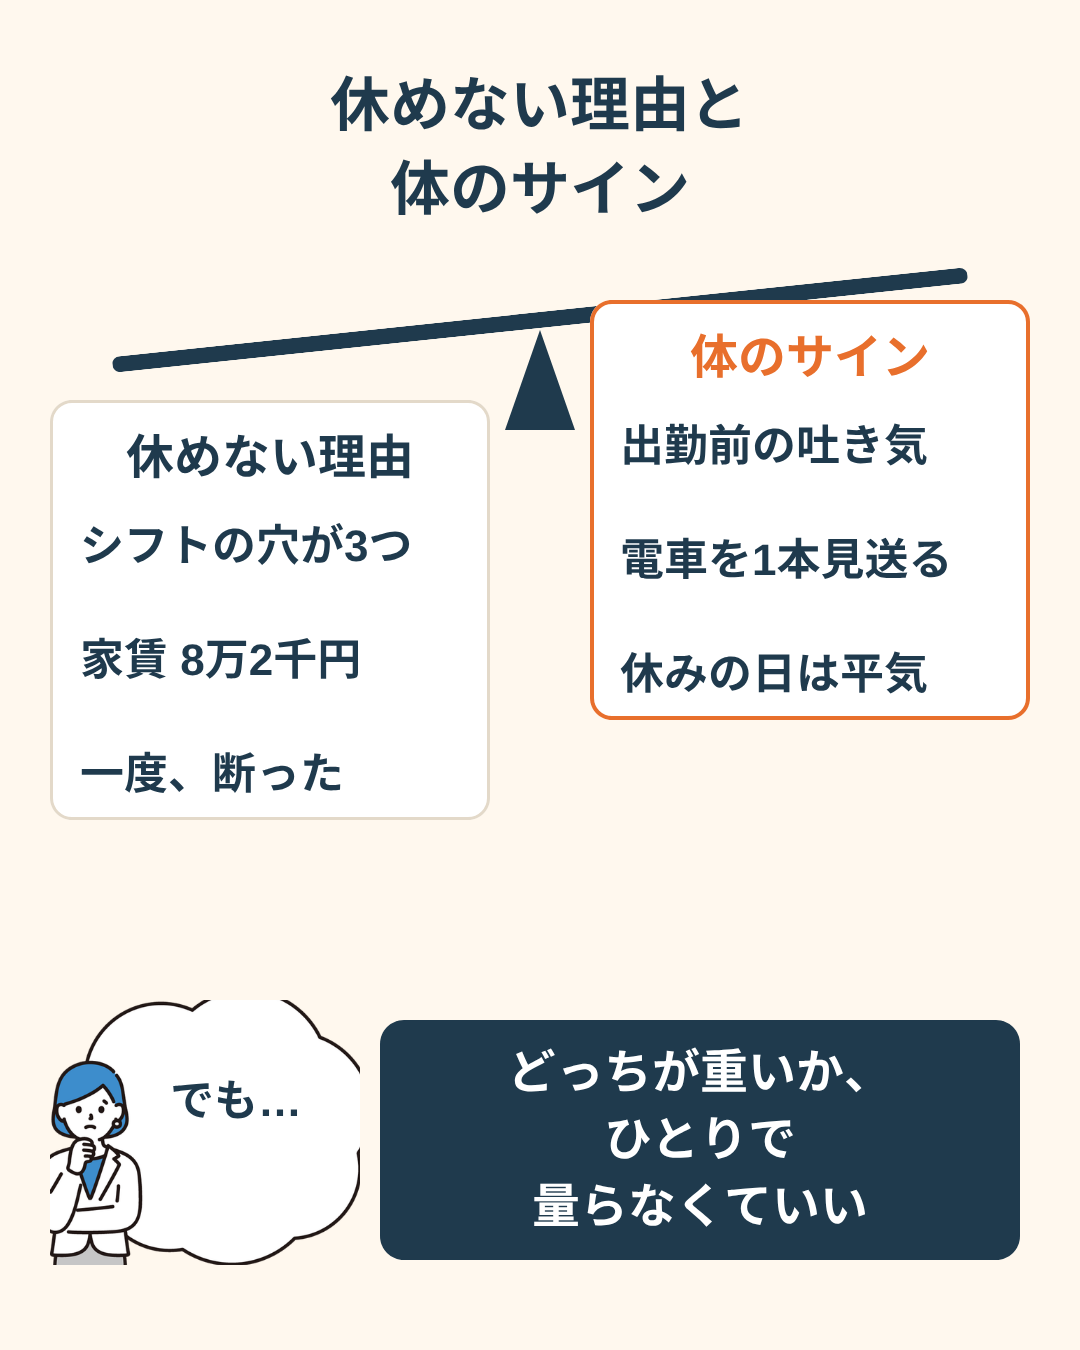 休めない理由と
体のサイン
休めない理由
シフトの穴が3つ
家賃 8万2千円
一度、断った
体のサイン
出勤前の吐き気
電車を1本見送る
休みの日は平気
でも…
どっちが重いか、
ひとりで
量らなくていい